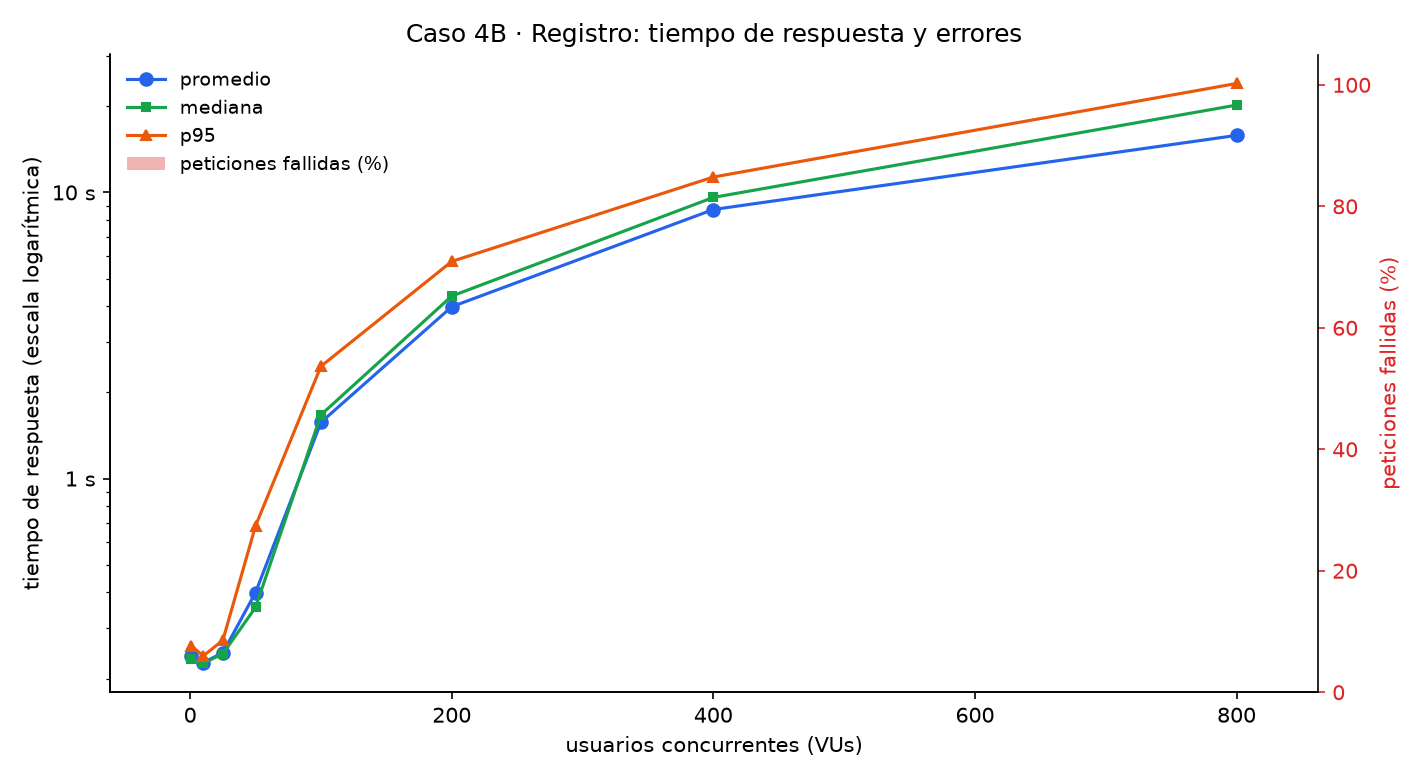 Caso 4B · Registro: tiempo de respuesta y errores
promedio
mediana
p95
peticiones fallidas (%)
tiempo de respuesta (escala logarítmica)
10 s
1 s
100
80
60
40
20
0
peticiones fallidas (%)
0
200
400
600
800
usuarios concurrentes (VUs)